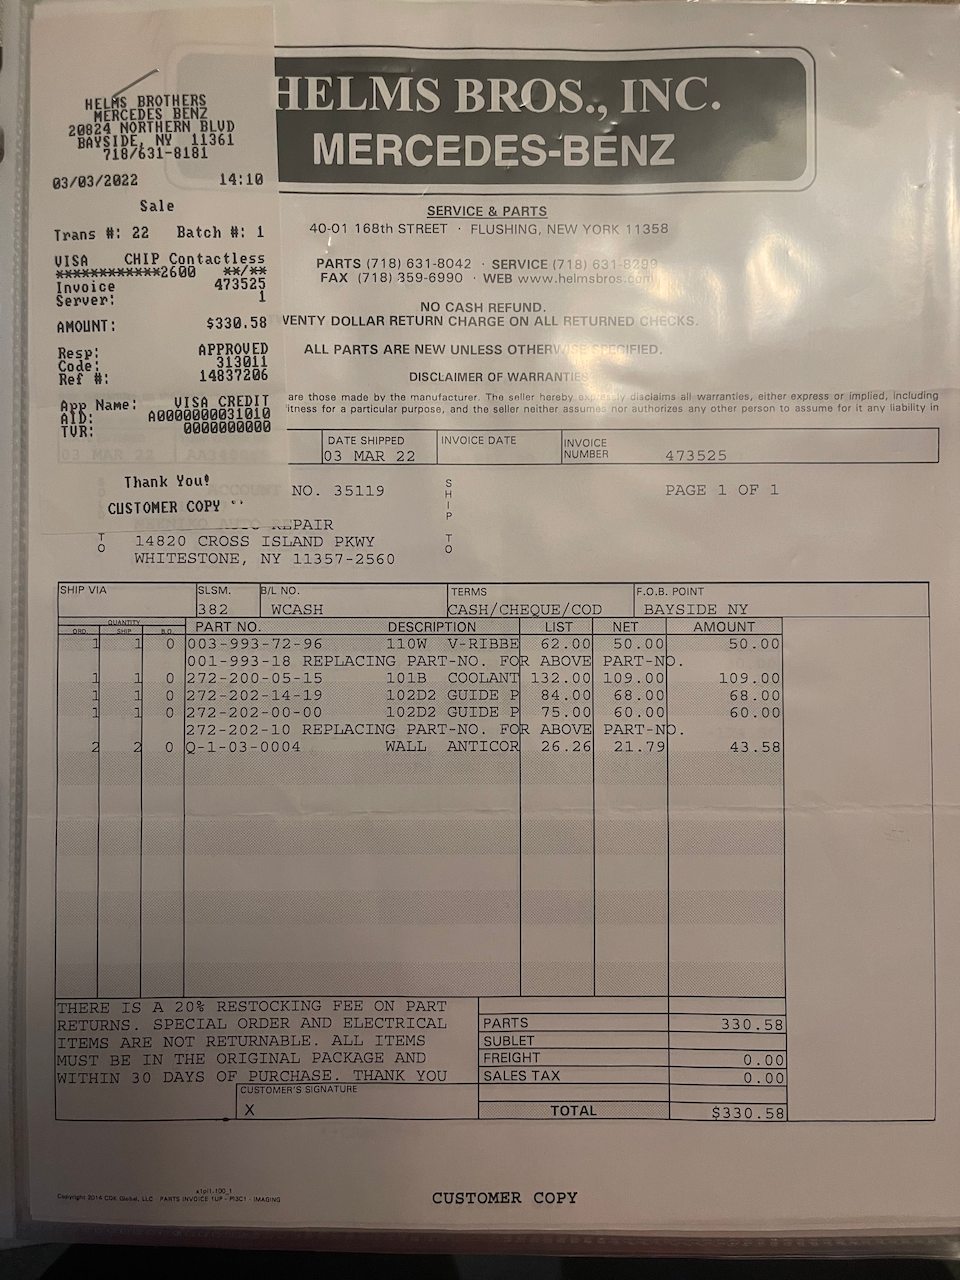 HELMS BROTHERS
MERCEDES BENZ
20824 NORTHERN BLVD
BAYSIDE, NY 11361
718/631-8181
03/03/2022 14:10
Sale
Trans #: 22 Batch #: 1
VISA CHIP Contactless
************2600 **/**
Invoice 473525
Server: 1
AMOUNT: $330.58
Resp: APPROVED
Code: 313011
Ref #: 14837206
App Name: VISA CREDIT
AID: A0000000031010
TVR: 0000000000
Thank You!
CUSTOMER COPY
HELMS BROS., INC.
MERCEDES-BENZ
SERVICE & PARTS
40-01 168th STREET · FLUSHING, NEW YORK 11358
PARTS (718) 631-8042 · SERVICE (718) 631-8299
FAX (718) 359-6990 · WEB www.helmsbros.com
NO CASH REFUND.
WENTY DOLLAR RETURN CHARGE ON ALL RETURNED CHECKS.
ALL PARTS ARE NEW UNLESS OTHERWISE SPECIFIED.
DISCLAIMER OF WARRANTIES
are those made by the manufacturer. The seller hereby expressly disclaims all warranties, either express or implied, including
itness for a particular purpose, and the seller neither assumes nor authorizes any other person to assume for it any liability in
03 MAR 22
DATE SHIPPED INVOICE DATE INVOICE NUMBER
03 MAR 22 473525
ACCOUNT NO. 35119 SHIP TO PAGE 1 OF 1
REPAIR
TO 14820 CROSS ISLAND PKWY
WHITESTONE, NY 11357-2560
SHIP VIA SLSM. B/L NO. TERMS F.O.B. POINT
382 WCASH CASH/CHEQUE/COD BAYSIDE NY
QUANTITY
ORD. SHIP B.O. PART NO. DESCRIPTION LIST NET AMOUNT
1 1 0 003-993-72-96 110W V-RIBBE 62.00 50.00 50.00
001-993-18 REPLACING PART-NO. FOR ABOVE PART-NO.
1 1 0 272-200-05-15 101B COOLANT 132.00 109.00 109.00
1 1 0 272-202-14-19 102D2 GUIDE P 84.00 68.00 68.00
1 1 0 272-202-00-00 102D2 GUIDE P 75.00 60.00 60.00
272-202-10 REPLACING PART-NO. FOR ABOVE PART-NO.
2 2 0 Q-1-03-0004 WALL ANTICOR 26.26 21.79 43.58
THERE IS A 20% RESTOCKING FEE ON PART
RETURNS. SPECIAL ORDER AND ELECTRICAL
ITEMS ARE NOT RETURNABLE. ALL ITEMS
MUST BE IN THE ORIGINAL PACKAGE AND
WITHIN 30 DAYS OF PURCHASE. THANK YOU
CUSTOMER'S SIGNATURE
X
PARTS 330.58
SUBLET
FREIGHT 0.00
SALES TAX 0.00
TOTAL $330.58
Copyright 2014 CDK Global, LLC · PARTS INVOICE 1UP - PI3C1 - IMAGING
CUSTOMER COPY